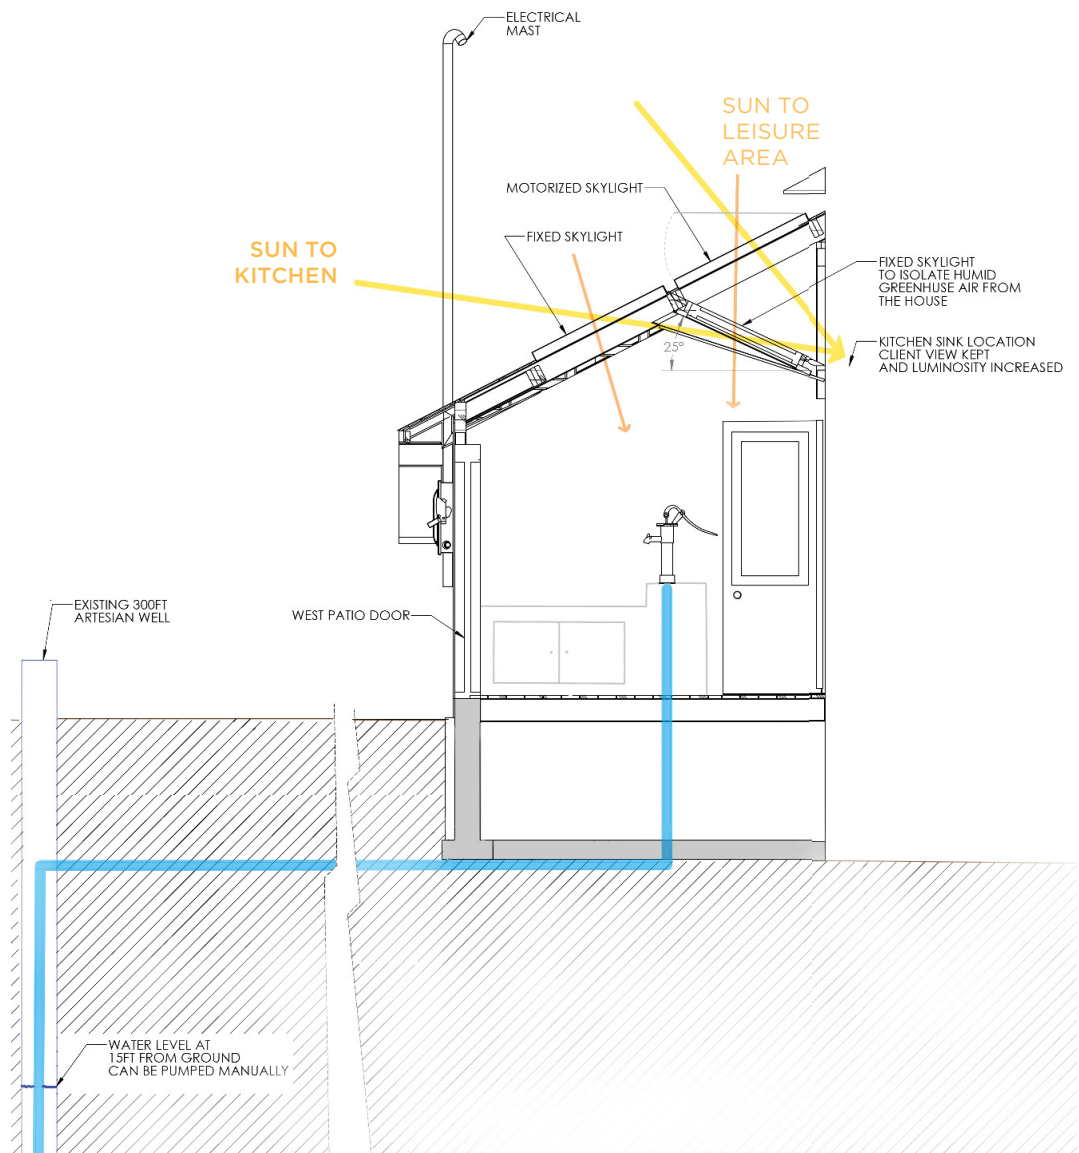 ELECTRICAL
MAST
SUN TO
LEISURE
AREA
MOTORIZED SKYLIGHT
FIXED SKYLIGHT
SUN TO
KITCHEN
FIXED SKYLIGHT
TO ISOLATE HUMID
GREENHUSE AIR FROM
THE HOUSE
25°
KITCHEN SINK LOCATION
CLIENT VIEW KEPT
AND LUMINOSITY INCREASED
EXISTING 300FT
ARTESIAN WELL
WEST PATIO DOOR
WATER LEVEL AT
15FT FROM GROUND
CAN BE PUMPED MANUALLY